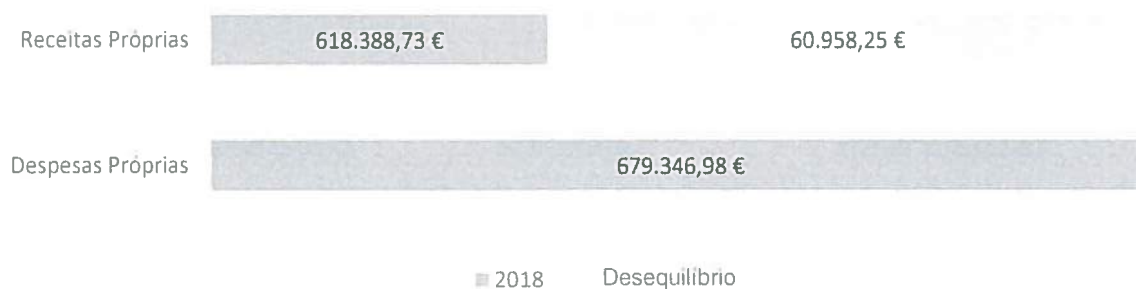 Receitas Próprias 618.388,73 € 60.958,25 €
Despesas Próprias 679.346,98 €
2018 Desequilíbrio